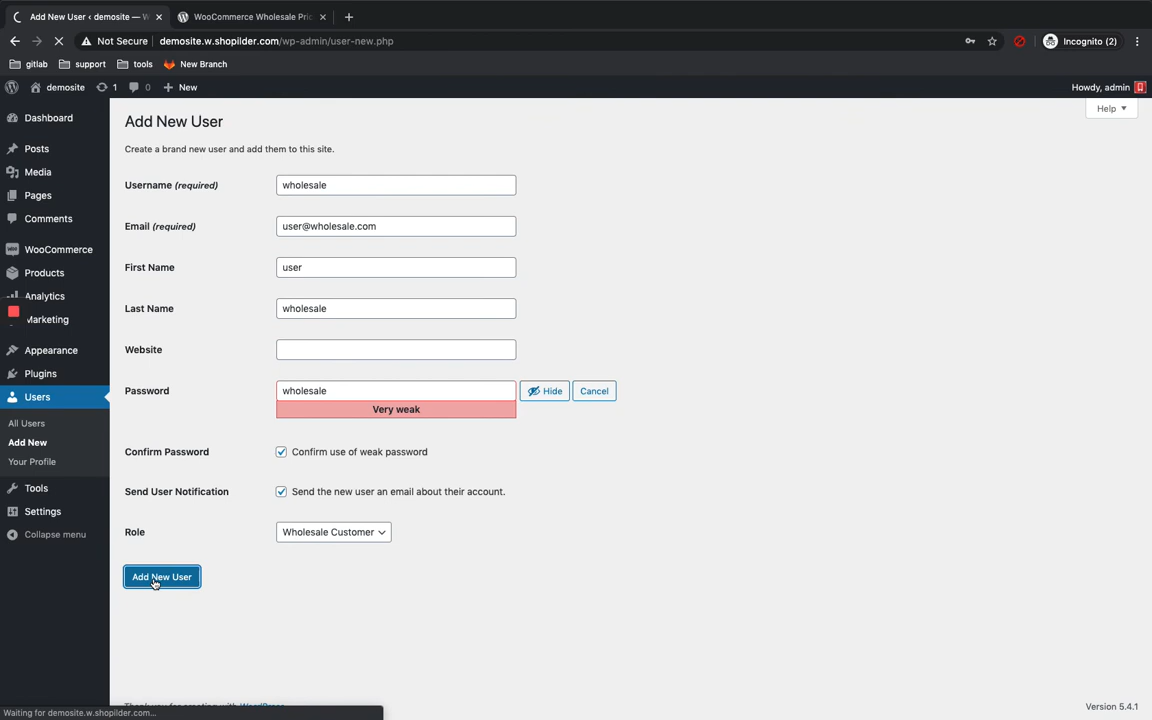 Add New User ‹ demosite — W
WooCommerce Wholesale Pri
Not Secure
demosite.w.shopilder.com/wp-admin/user-new.php
Incognito (2)
gitlab
support
tools
New Branch
demosite
1
0
New
Howdy, admin
Help
Dashboard
Posts
Media
Pages
Comments
WooCommerce
Products
Analytics
Marketing
Appearance
Plugins
Users
All Users
Add New
Your Profile
Tools
Settings
Collapse menu
Add New User
Create a brand new user and add them to this site.
Username (required)
wholesale
Email (required)
user@wholesale.com
First Name
user
Last Name
wholesale
Website
Password
wholesale
Hide
Cancel
Very weak
Confirm Password
Confirm use of weak password
Send User Notification
Send the new user an email about their account.
Role
Wholesale Customer
Add New User
Thank you for creating with WordPress
Version 5.4.1
Waiting for demosite.w.shopilder.com...